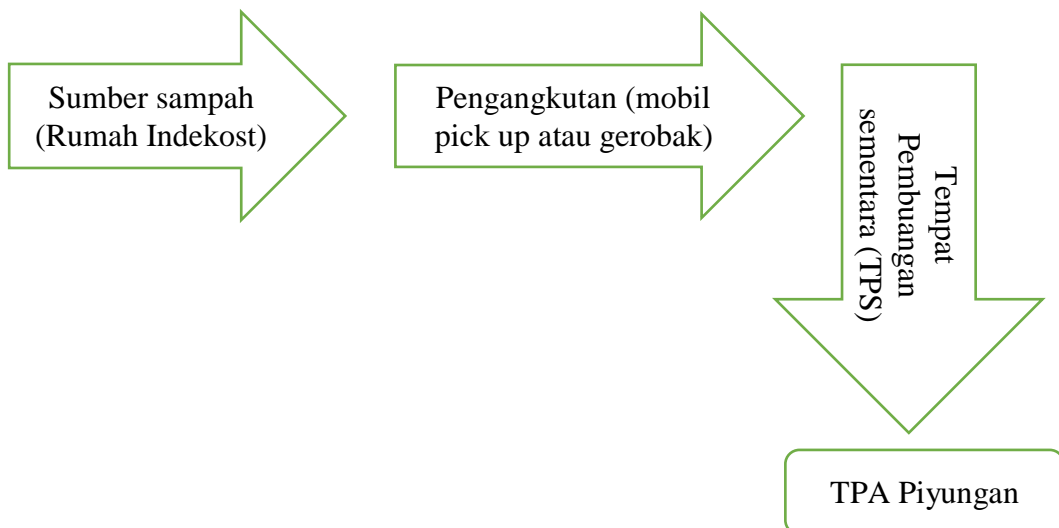 Sumber sampah
(Rumah Indekost)
Pengangkutan (mobil
pick up atau gerobak)
Tempat
Pembuangan
sementara (TPS)
TPA Piyungan